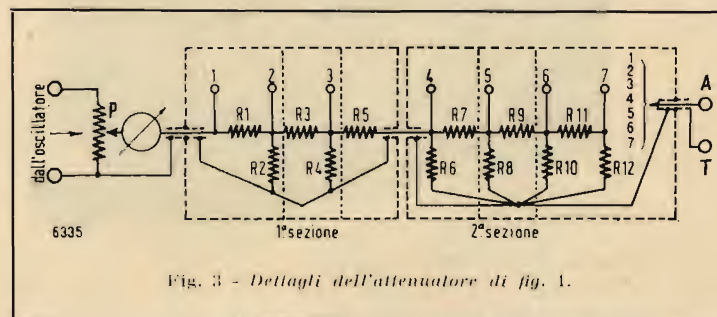 1 2 3 4 5 6 7
1
2
3
4
5
6
7
A
dall'oscillatore
P
R1 R3 R5 R7 R9 R11
R2 R4 R6 R8 R10 R12
T
6335
1ª sezione 2ª sezione
Fig. 3 - Dettagli dell'attenuatore di fig. 1.